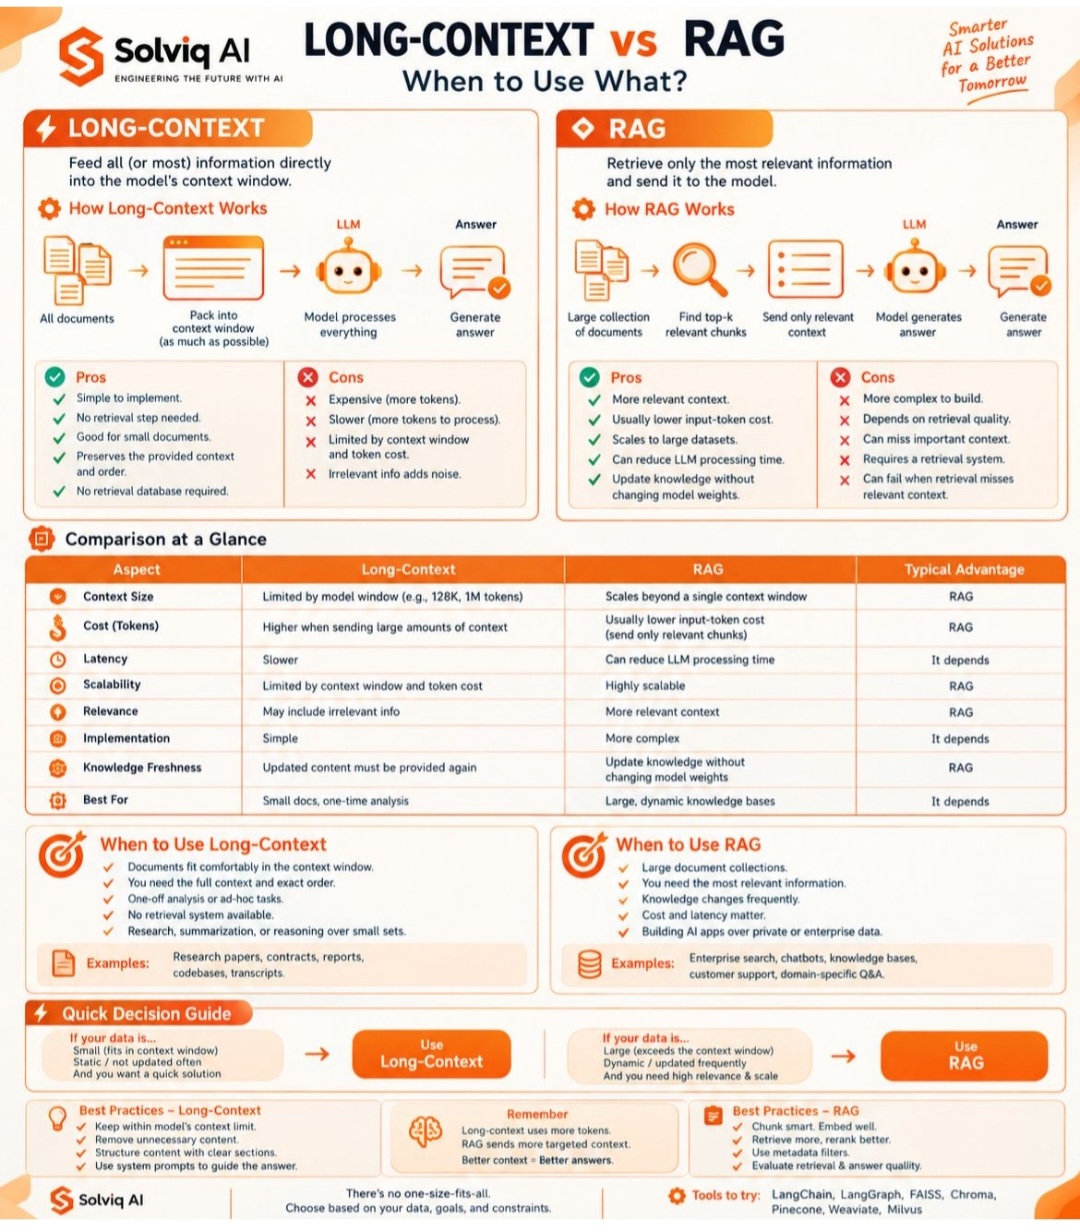 Solviq AI
ENGINEERING THE FUTURE WITH AI
LONG-CONTEXT vs RAG
When to Use What?
Smarter
AI Solutions
for a Better
Tomorrow
LONG-CONTEXT
Feed all (or most) information directly
into the model's context window.
How Long-Context Works
LLM
Answer
All documents
Pack into
context window
(as much as possible)
Model processes
everything
Generate
answer
Pros
Simple to implement.
No retrieval step needed.
Good for small documents.
Preserves the provided context
and order.
No retrieval database required.
Cons
Expensive (more tokens).
Slower (more tokens to process).
Limited by context window
and token cost.
Irrelevant info adds noise.
RAG
Retrieve only the most relevant information
and send it to the model.
How RAG Works
LLM
Answer
Large collection
of documents
Find top-k
relevant chunks
Send only relevant
context
Model generates
answer
Generate
answer
Pros
More relevant context.
Usually lower input-token cost.
Scales to large datasets.
Can reduce LLM processing time.
Update knowledge without
changing model weights.
Cons
More complex to build.
Depends on retrieval quality.
Can miss important context.
Requires a retrieval system.
Can fail when retrieval misses
relevant context.
Comparison at a Glance
Aspect Long-Context RAG Typical Advantage
Context Size Limited by model window (e.g., 128K, 1M tokens) Scales beyond a single context window RAG
Cost (Tokens) Higher when sending large amounts of context Usually lower input-token cost
(send only relevant chunks) RAG
Latency Slower Can reduce LLM processing time It depends
Scalability Limited by context window and token cost Highly scalable RAG
Relevance May include irrelevant info More relevant context RAG
Implementation Simple More complex It depends
Knowledge Freshness Updated content must be provided again Update knowledge without
changing model weights RAG
Best For Small docs, one-time analysis Large, dynamic knowledge bases It depends
When to Use Long-Context
Documents fit comfortably in the context window.
You need the full context and exact order.
One-off analysis or ad-hoc tasks.
No retrieval system available.
Research, summarization, or reasoning over small sets.
Examples: Research papers, contracts, reports,
codebases, transcripts.
When to Use RAG
Large document collections.
You need the most relevant information.
Knowledge changes frequently.
Cost and latency matter.
Building AI apps over private or enterprise data.
Examples: Enterprise search, chatbots, knowledge bases,
customer support, domain-specific Q&A.
Quick Decision Guide
If your data is...
Small (fits in context window)
Static / not updated often
And you want a quick solution
Use
Long-Context
If your data is...
Large (exceeds the context window)
Dynamic / updated frequently
And you need high relevance & scale
Use
RAG
Best Practices – Long-Context
Keep within model's context limit.
Remove unnecessary content.
Structure content with clear sections.
Use system prompts to guide the answer.
Remember
Long-context uses more tokens.
RAG sends more targeted context.
Better context = Better answers.
Best Practices – RAG
Chunk smart. Embed well.
Retrieve more, rerank better.
Use metadata filters.
Evaluate retrieval & answer quality.
Solviq AI
There's no one-size-fits-all.
Choose based on your data, goals, and constraints.
Tools to try: LangChain, LangGraph, FAISS, Chroma,
Pinecone, Weaviate, Milvus